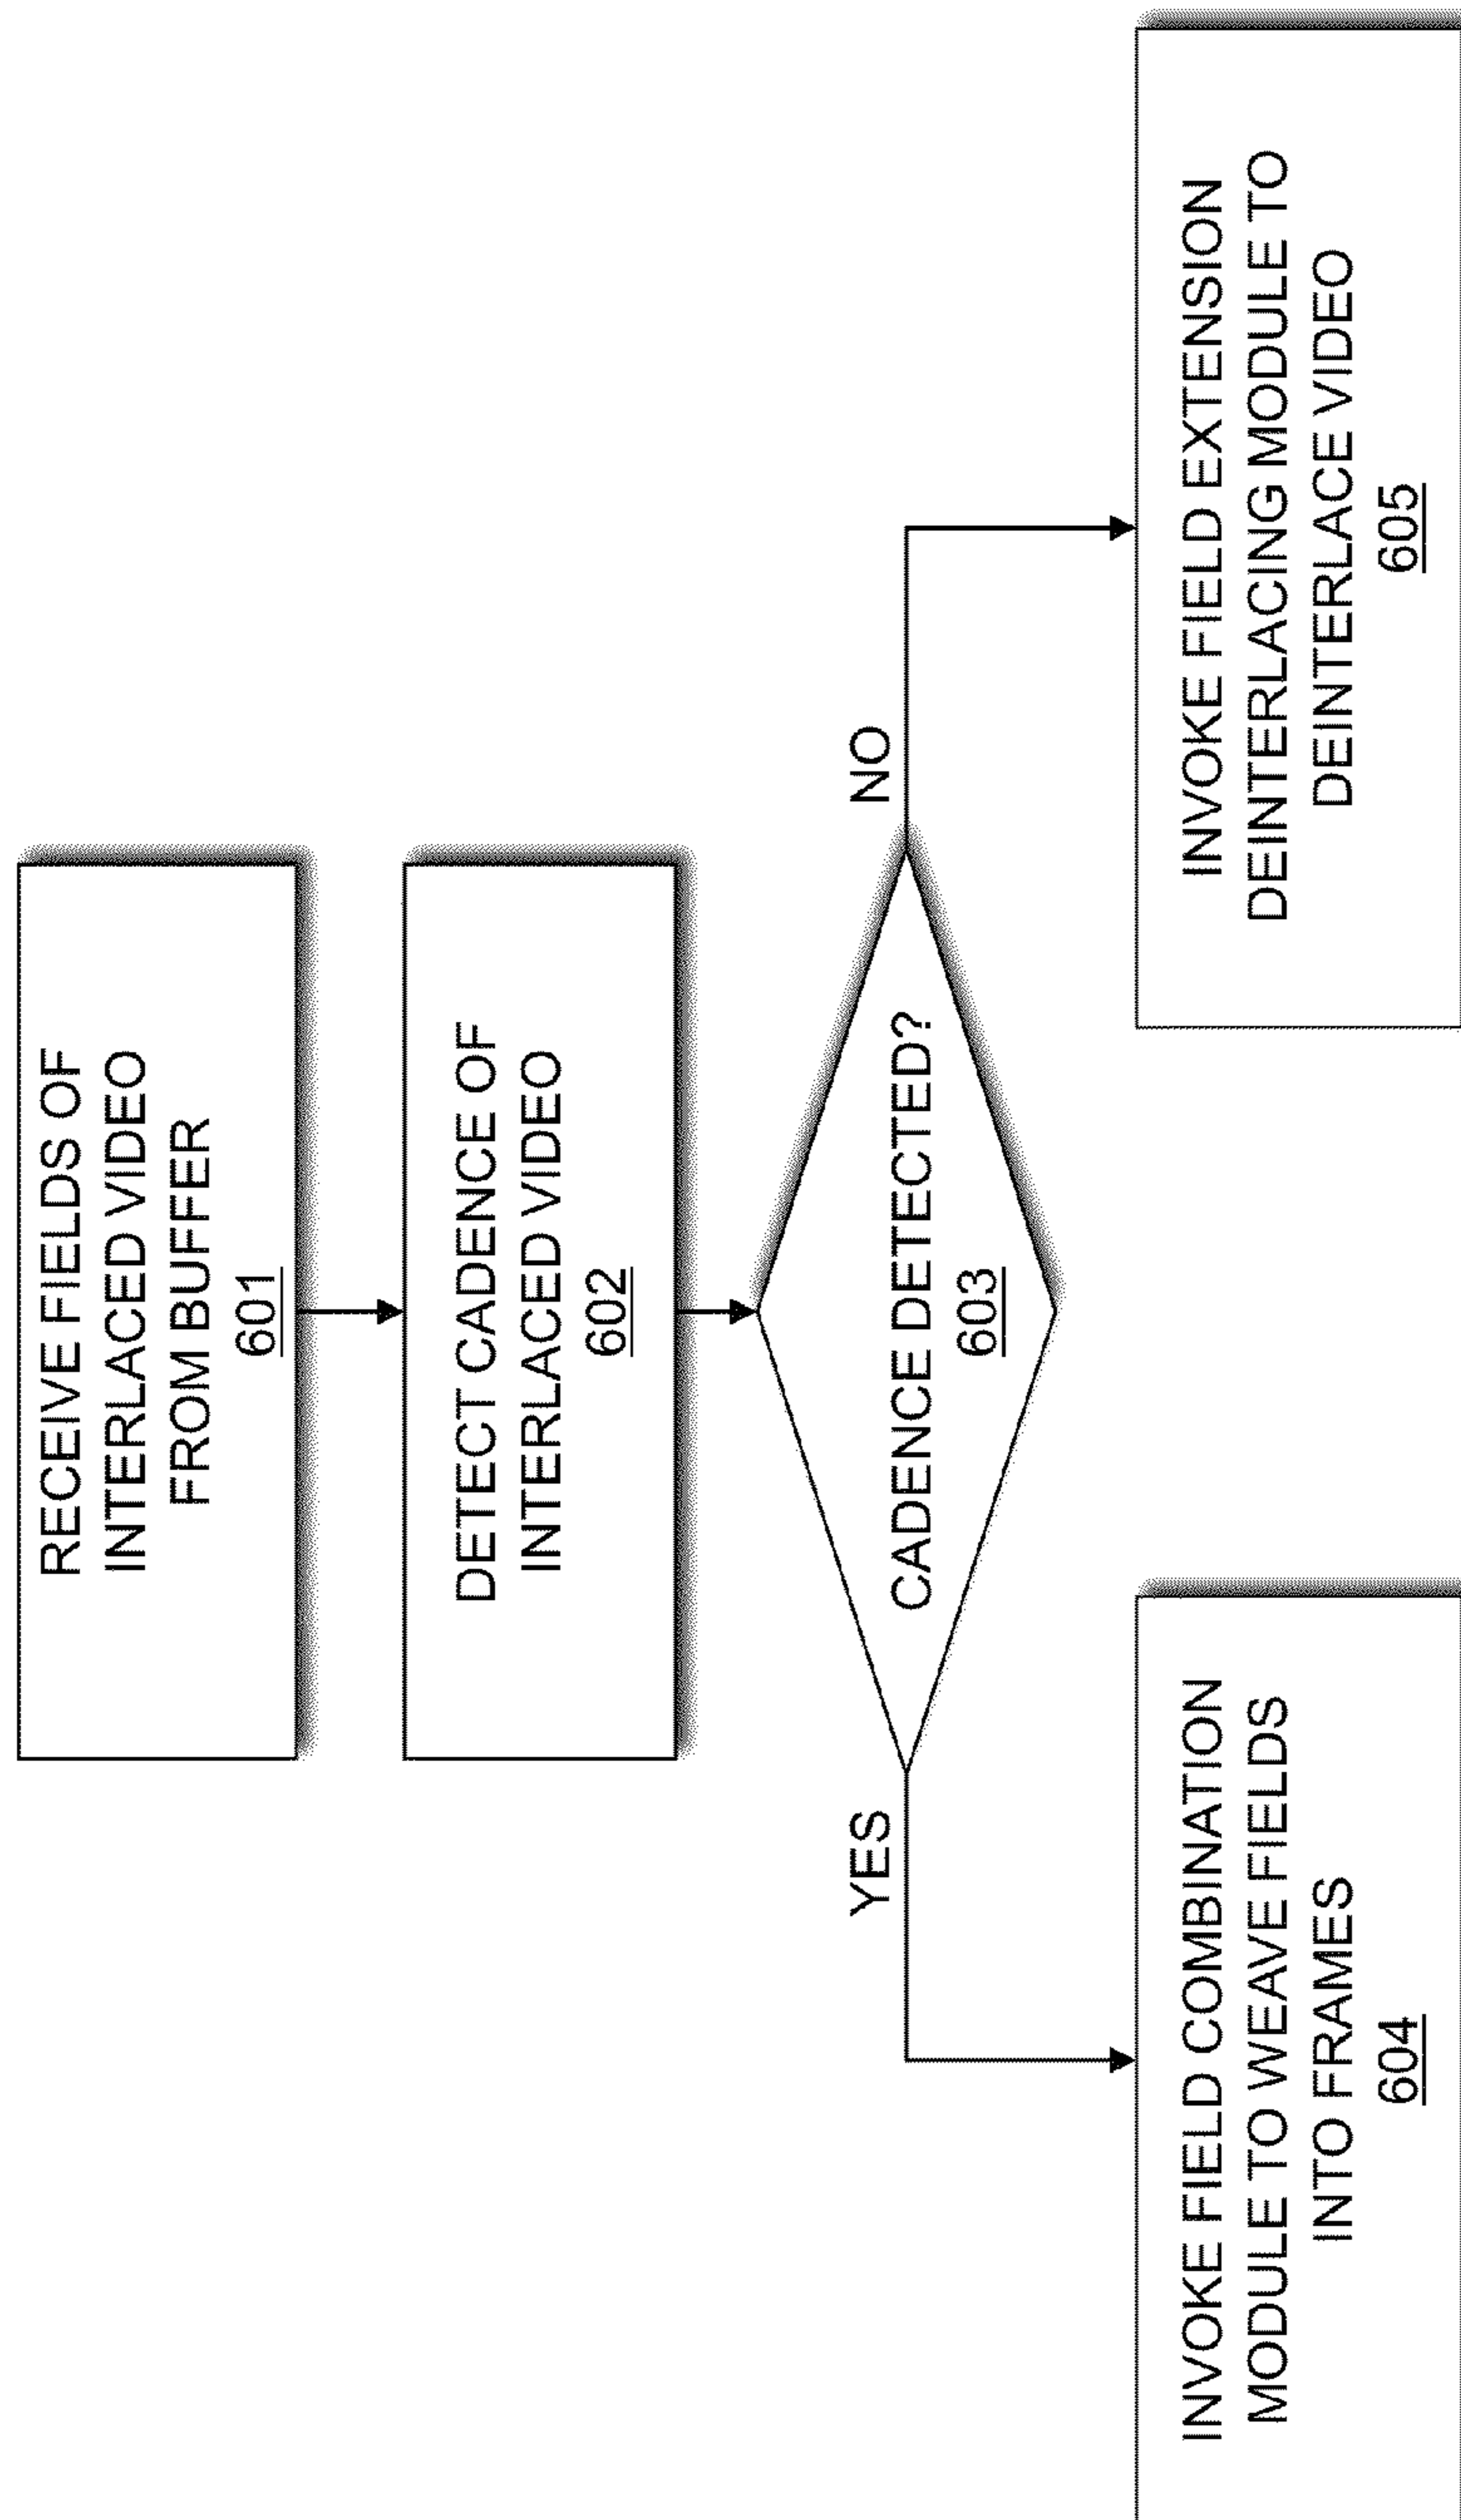 RECEIVE FIELDS OF
INTERLACED VIDEO
FROM BUFFER
601
DETECT CADENCE OF
INTERLACED VIDEO
602
CADENCE DETECTED?
603
YES
NO
INVOKE FIELD COMBINATION
MODULE TO WEAVE FIELDS
INTO FRAMES
604
INVOKE FIELD EXTENSION
DEINTERLACING MODULE TO
DEINTERLACE VIDEO
605